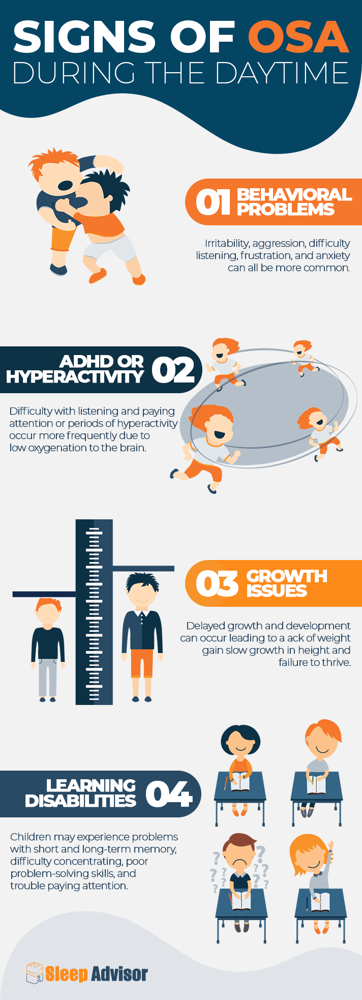 SIGNS OF OSA
DURING THE DAYTIME
01 BEHAVIORAL
PROBLEMS
Irritability, aggression, difficulty
listening, frustration, and anxiety
can all be more common.
ADHD OR
HYPERACTIVITY 02
Difficulty with listening and paying
attention or periods of hyperactivity
occur more frequently due to
low oxygenation to the brain.
03 GROWTH
ISSUES
Delayed growth and development
can occur leading to a ack of weight
gain slow growth in height and
failure to thrive.
LEARNING
DISABILITIES 04
Children may experience problems
with short and long-term memory,
difficulty concentrating, poor
problem-solving skills, and
trouble paying attention.
? ? ? ? ? ? ? ?
Sleep Advisor